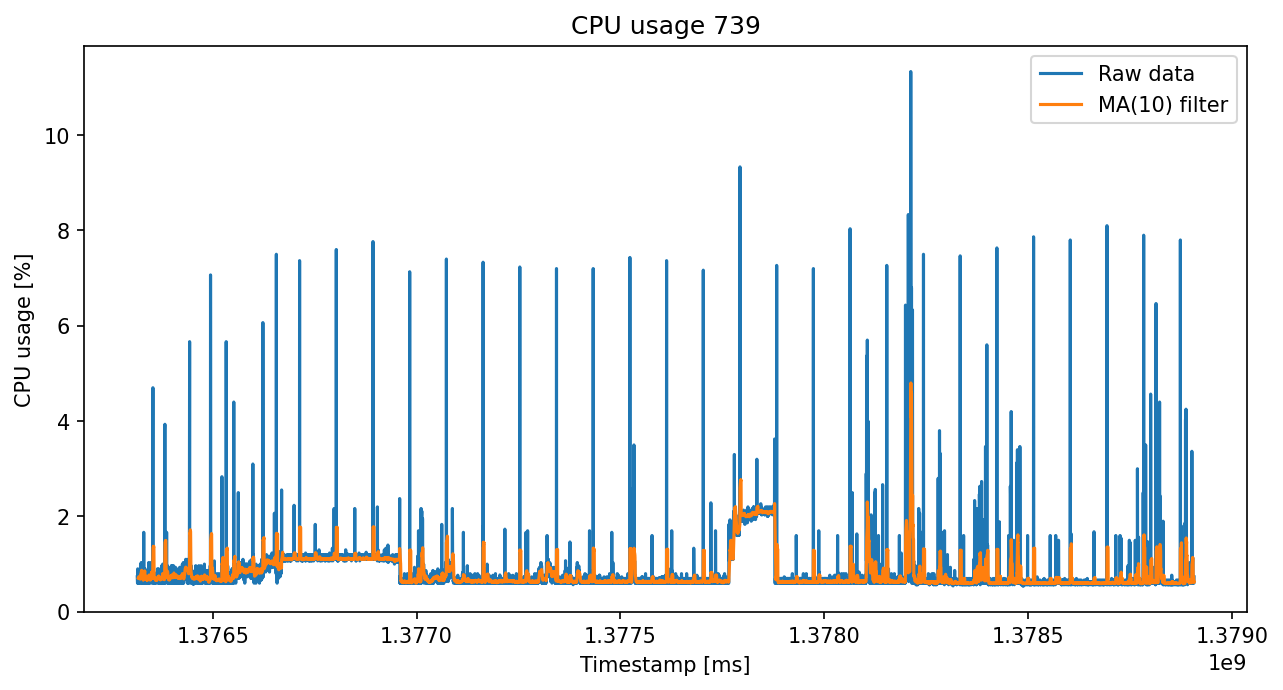 CPU usage 739
Raw data
MA(10) filter
CPU usage [%]
10
8
6
4
2
0
1.3765 1.3770 1.3775 1.3780 1.3785 1.3790
1e9
Timestamp [ms]